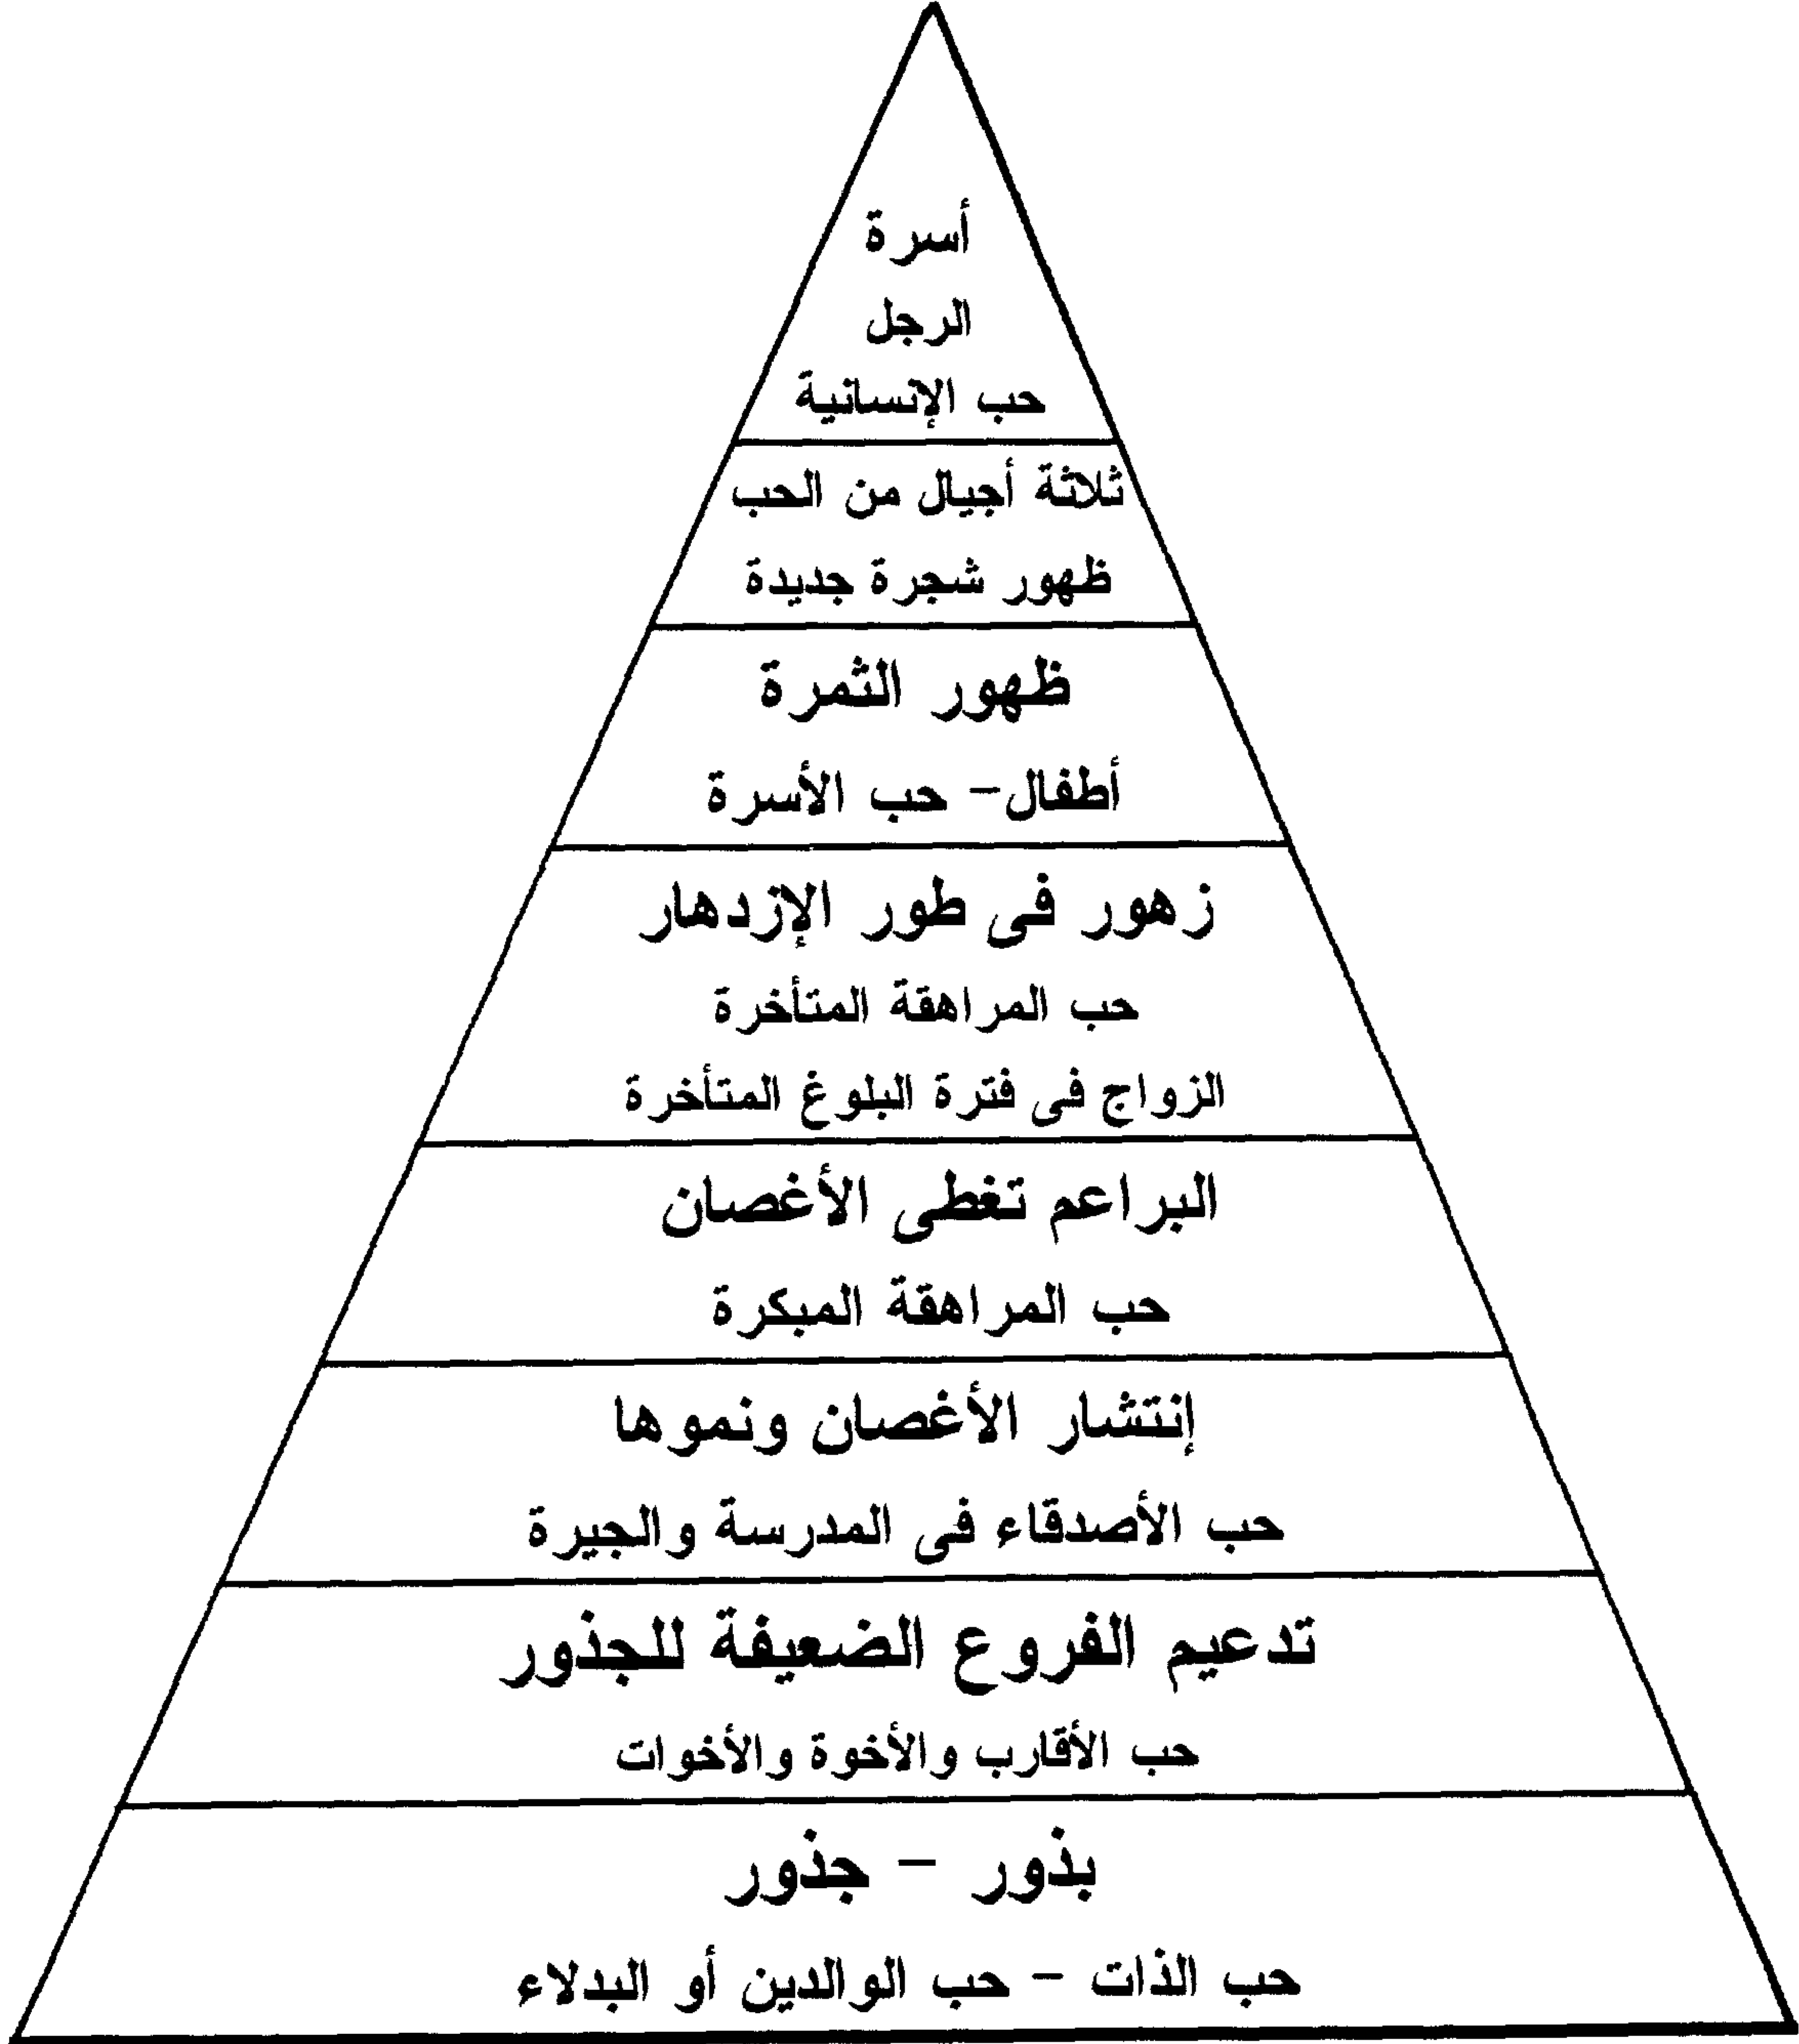 أسرة
الرجل
حب الإنسانية
ثلاثة أجيال من الحب
ظهور شجرة جديدة
ظهور الثمرة
أطفال - حب الأسرة
زهور فى طور الإزدهار
حب المراهقة المتأخرة
الزواج فى فترة البلوغ المتأخرة
البراعم تغطى الأغصان
حب المراهقة المبكرة
إنتشار الأغصان ونموها
حب الأصدقاء فى المدرسة والجيرة
تدعيم الفروع الضعيفة للجذور
حب الأقارب والأخوة والأخوات
بذور - جذور
حب الذات - حب الوالدين أو البدلاء